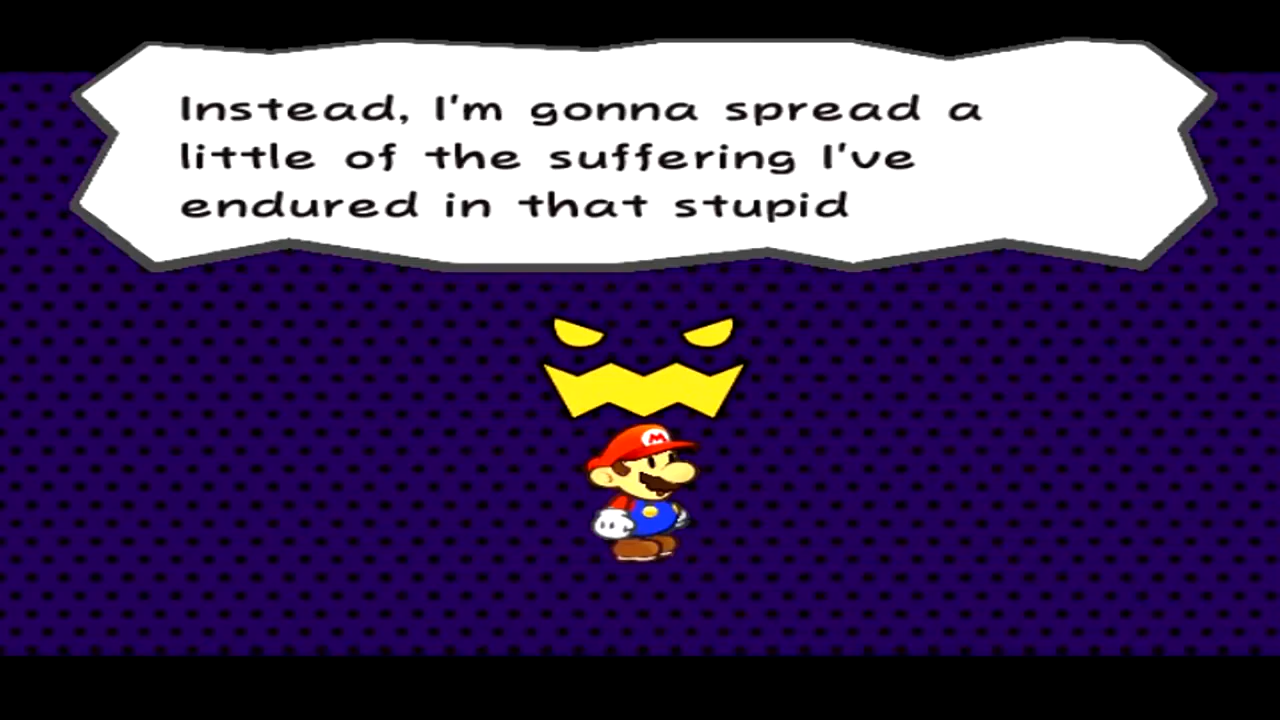 Instead, I'm gonna spread a
little of the suffering I've
endured in that stupid
M